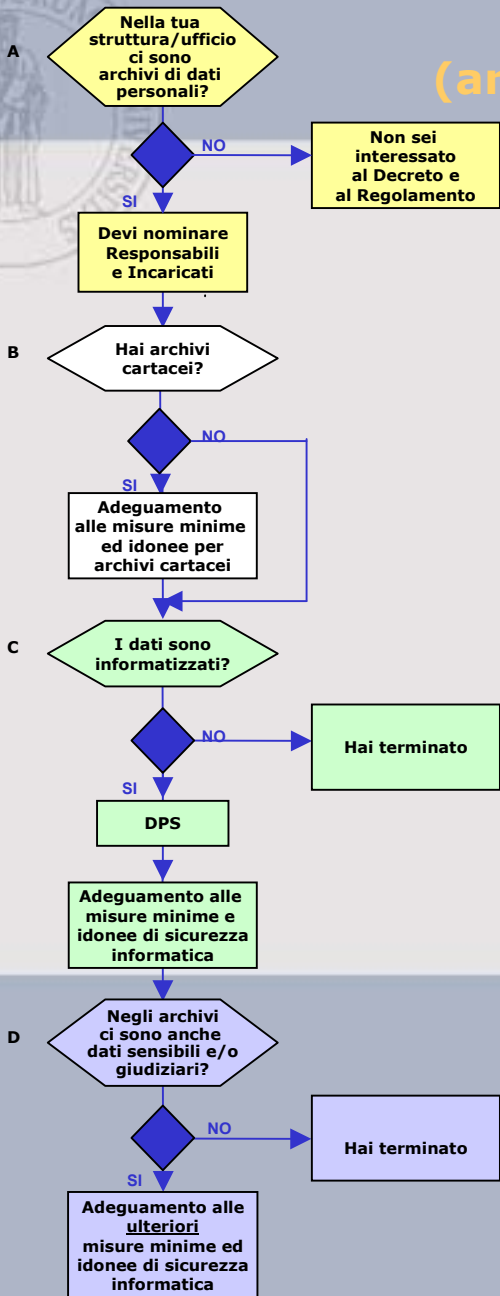 A
Nella tua
struttura/ufficio
ci sono
archivi di dati
personali?
(ar
NO
Non sei
interessato
al Decreto e
al Regolamento
SI
Devi nominare
Responsabili
e Incaricati
B
Hai archivi
cartacei?
NO
SI
Adeguamento
alle misure minime
ed idonee per
archivi cartacei
C
I dati sono
informatizzati?
NO
Hai terminato
SI
DPS
Adeguamento alle
misure minime e
idonee di sicurezza
informatica
D
Negli archivi
ci sono anche
dati sensibili e/o
giudiziari?
NO
Hai terminato
SI
Adeguamento alle
ulteriori
misure minime ed
idonee di sicurezza
informatica